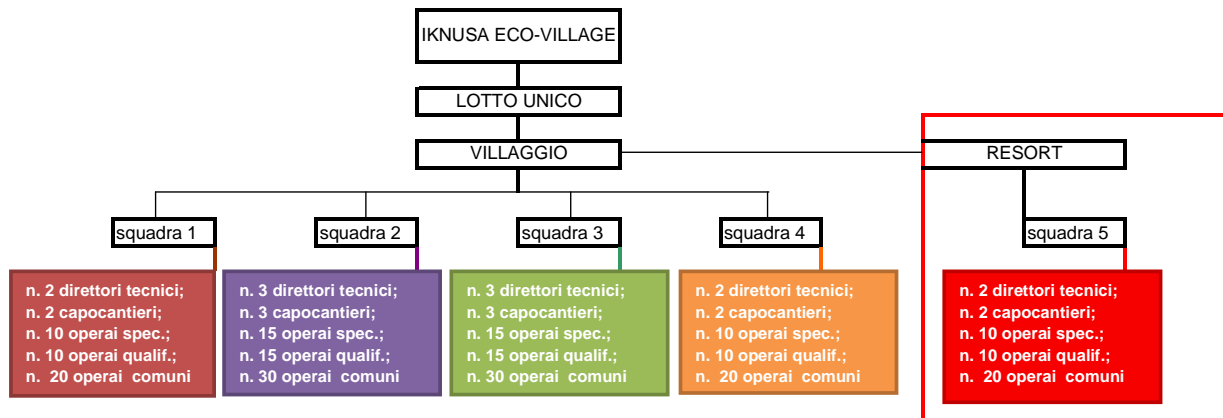 IKNUSA ECO-VILLAGE
LOTTO UNICO
VILLAGGIO
RESORT
squadra 1
squadra 2
squadra 3
squadra 4
squadra 5
n. 2 direttori tecnici;
n. 2 capocantieri;
n. 10 operai spec.;
n. 10 operai qualif.;
n.  20 operai  comuni
n. 3 direttori tecnici;
n. 3 capocantieri;
n. 15 operai spec.;
n. 15 operai qualif.;
n. 30 operai  comuni
n. 3 direttori tecnici;
n. 3 capocantieri;
n. 15 operai spec.;
n. 15 operai qualif.;
n. 30 operai  comuni
n. 2 direttori tecnici;
n. 2 capocantieri;
n. 10 operai spec.;
n. 10 operai qualif.;
n.  20 operai  comuni
n. 2 direttori tecnici;
n. 2 capocantieri;
n. 10 operai spec.;
n. 10 operai qualif.;
n.  20 operai  comuni